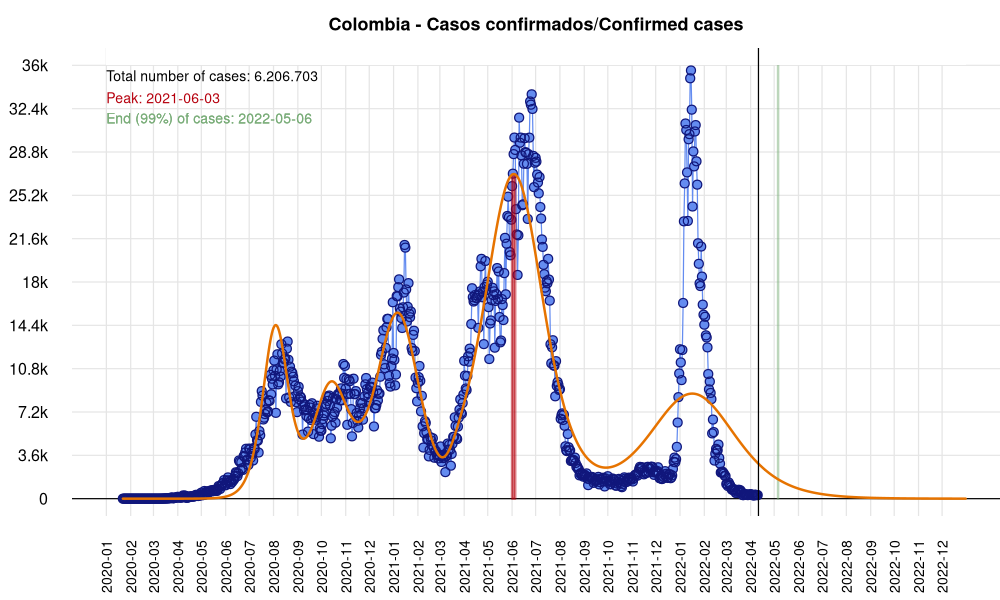 Colombia - Casos confirmados/Confirmed cases
Total number of cases: 6.206.703
Peak: 2021-06-03
End (99%) of cases: 2022-05-06
36k
32.4k
28.8k
25.2k
21.6k
18k
14.4k
10.8k
7.2k
3.6k
0
2020-01
2020-02
2020-03
2020-04
2020-05
2020-06
2020-07
2020-08
2020-09
2020-10
2020-11
2020-12
2021-01
2021-02
2021-03
2021-04
2021-05
2021-06
2021-07
2021-08
2021-09
2021-10
2021-11
2021-12
2022-01
2022-02
2022-04
2022-05
2022-06
2022-07
2022-08
2022-09
2022-10
2022-11
2022-12